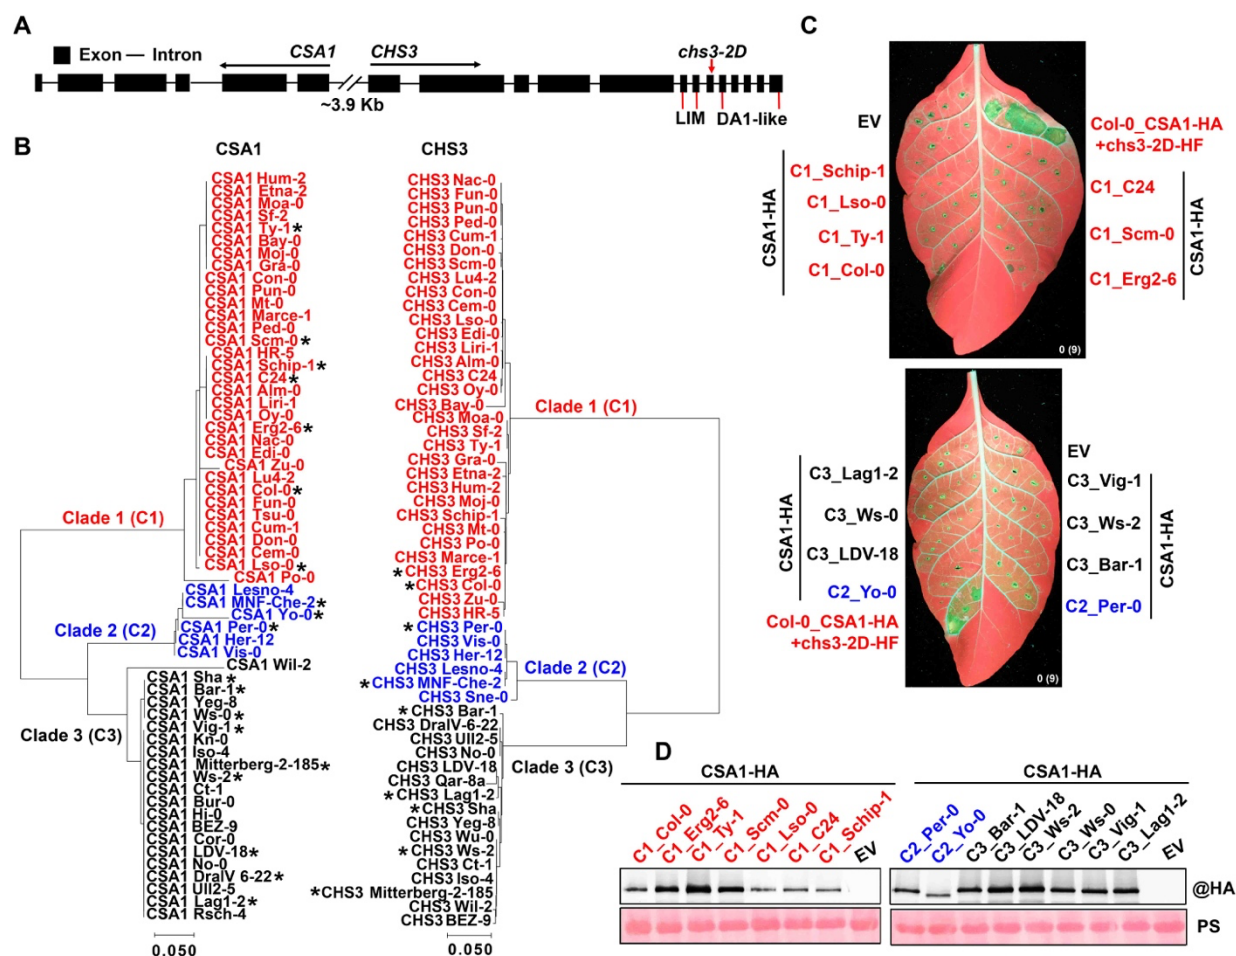 A
Exon — Intron
CSA1
CHS3
chs3-2D
~3.9 Kb
LIM
DA1-like
B
CSA1
CSA1 Hum-2
CSA1 Etna-2
CSA1 Moa-0
CSA1 Sf-2
CSA1 Ty-1*
CSA1 Bay-0
CSA1 Moj-0
CSA1 Gra-0
CSA1 Con-0
CSA1 Pun-0
CSA1 Mt-0
CSA1 Marce-1
CSA1 Ped-0
CSA1 Scm-0*
CSA1 HR-5
CSA1 Schip-1*
CSA1 C24*
CSA1 Alm-0
CSA1 Liri-1
CSA1 Oy-0
CSA1 Erg2-6*
CSA1 Nac-0
CSA1 Edi-0
CSA1 Zu-0
CSA1 Lu4-2
CSA1 Col-0*
CSA1 Fun-0
CSA1 Tsu-0
CSA1 Cum-1
CSA1 Don-0
CSA1 Cem-0
CSA1 Lso-0*
CSA1 Po-0
CSA1 Lesno-4
CSA1 MNF-Che-2*
CSA1 Yo-0*
CSA1 Per-0*
CSA1 Her-12
CSA1 Vis-0
CSA1 Wil-2
CSA1 Sha*
CSA1 Bar-1*
CSA1 Yeg-8
CSA1 Ws-0*
CSA1 Vig-1*
CSA1 Kn-0
CSA1 Iso-4
CSA1 Mitterberg-2-185*
CSA1 Ws-2*
CSA1 Ct-1
CSA1 Bur-0
CSA1 Hi-0
CSA1 BEZ-9
CSA1 Cor-0
CSA1 LDV-18*
CSA1 No-0
CSA1 DralV 6-22*
CSA1 Ull2-5
CSA1 Lag1-2*
CSA1 Rsch-4
Clade 1 (C1)
Clade 2 (C2)
Clade 3 (C3)
0.050
CHS3
CHS3 Nac-0
CHS3 Fun-0
CHS3 Pun-0
CHS3 Ped-0
CHS3 Cum-1
CHS3 Don-0
CHS3 Scm-0
CHS3 Lu4-2
CHS3 Con-0
CHS3 Cem-0
CHS3 Lso-0
CHS3 Edi-0
CHS3 Liri-1
CHS3 Alm-0
CHS3 C24
CHS3 Oy-0
CHS3 Bay-0
CHS3 Moa-0
CHS3 Sf-2
CHS3 Ty-1
CHS3 Gra-0
CHS3 Etna-2
CHS3 Hum-2
CHS3 Moj-0
CHS3 Schip-1
CHS3 Mt-0
CHS3 Po-0
CHS3 Marce-1
*CHS3 Erg2-6
*CHS3 Col-0
CHS3 Zu-0
CHS3 HR-5
*CHS3 Per-0
CHS3 Vis-0
CHS3 Her-12
CHS3 Lesno-4
*CHS3 MNF-Che-2
CHS3 Sne-0
*CHS3 Bar-1
CHS3 DralV-6-22
CHS3 Ull2-5
CHS3 No-0
CHS3 LDV-18
CHS3 Qar-8a
*CHS3 Lag1-2
*CHS3 Sha
CHS3 Yeg-8
CHS3 Wu-0
*CHS3 Ws-2
CHS3 Ct-1
CHS3 Iso-4
*CHS3 Mitterberg-2-185
CHS3 Wil-2
CHS3 BEZ-9
Clade 1 (C1)
Clade 2 (C2)
Clade 3 (C3)
0.050
C
EV
CSA1-HA
C1_Schip-1
C1_Lso-0
C1_Ty-1
C1_Col-0
Col-0_CSA1-HA
+chs3-2D-HF
C1_C24
C1_Scm-0
C1_Erg2-6
CSA1-HA
0 (9)
CSA1-HA
C3_Lag1-2
C3_Ws-0
C3_LDV-18
C2_Yo-0
Col-0_CSA1-HA
+chs3-2D-HF
EV
C3_Vig-1
C3_Ws-2
C3_Bar-1
C2_Per-0
CSA1-HA
0 (9)
D
CSA1-HA
C1_Col-0
C1_Erg2-6
C1_Ty-1
C1_Scm-0
C1_Lso-0
C1_C24
C1_Schip-1
EV
CSA1-HA
C2_Per-0
C2_Yo-0
C3_Bar-1
C3_LDV-18
C3_Ws-2
C3_Ws-0
C3_Vig-1
C3_Lag1-2
EV
@HA
PS